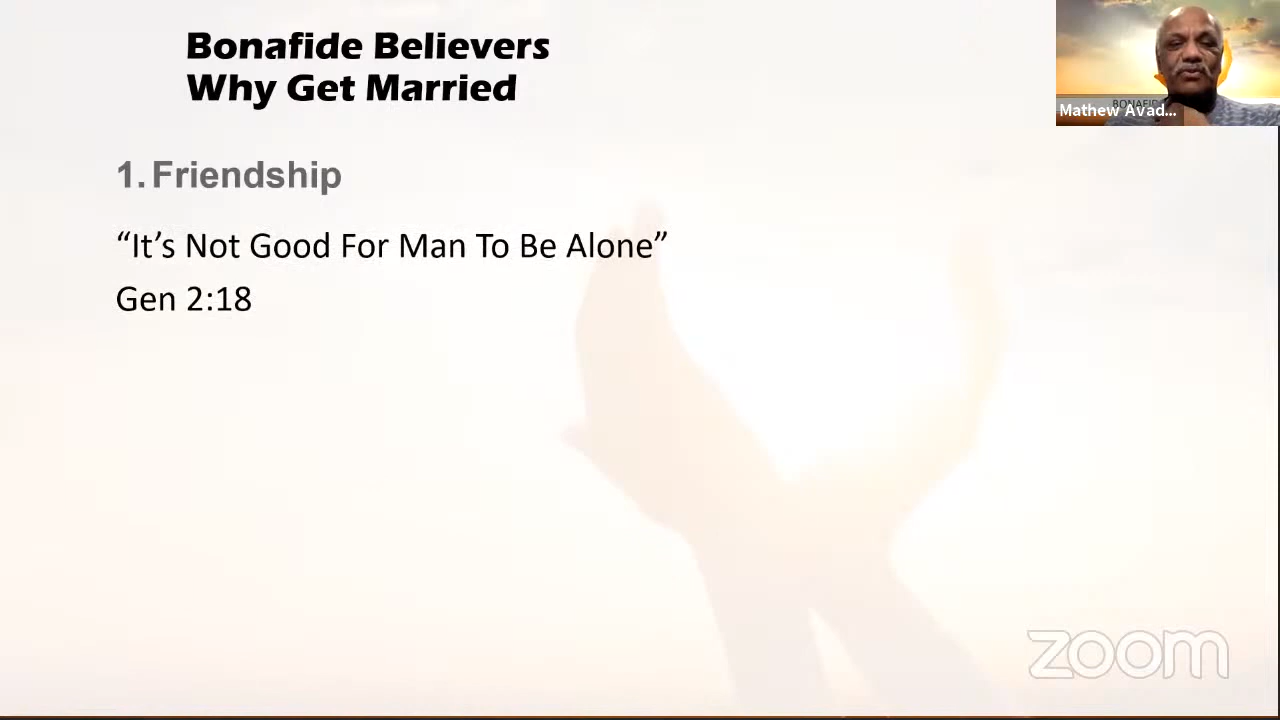 Bonafide Believers
Why Get Married
1. Friendship
“It’s Not Good For Man To Be Alone”
Gen 2:18
Mathew Avad...
zoom